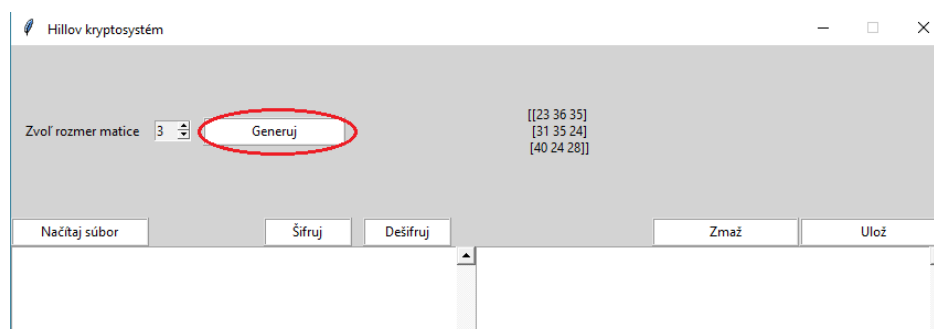 Hillov kryptosystém
Zvoľ rozmer matice 3 Generuj
[[23 36 35]
[31 35 24]
[40 24 28]]
Načítaj súbor Šifruj Dešifruj Zmaž Ulož